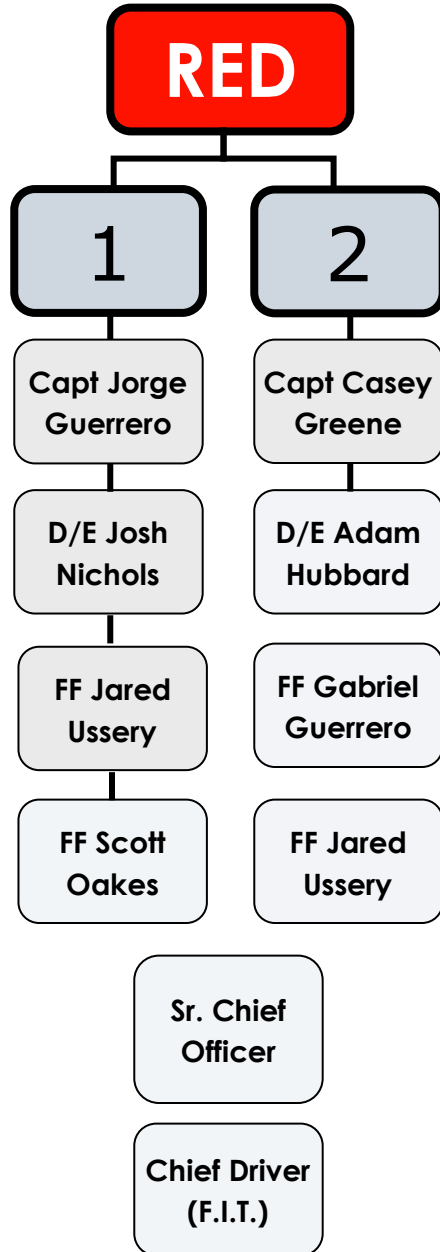 RED
1
2
Capt Jorge
Guerrero
Capt Casey
Greene
D/E Josh
Nichols
D/E Adam
Hubbard
FF Jared
Ussery
FF Gabriel
Guerrero
FF Scott
Oakes
FF Jared
Ussery
Sr. Chief
Officer
Chief Driver
(F.I.T.)